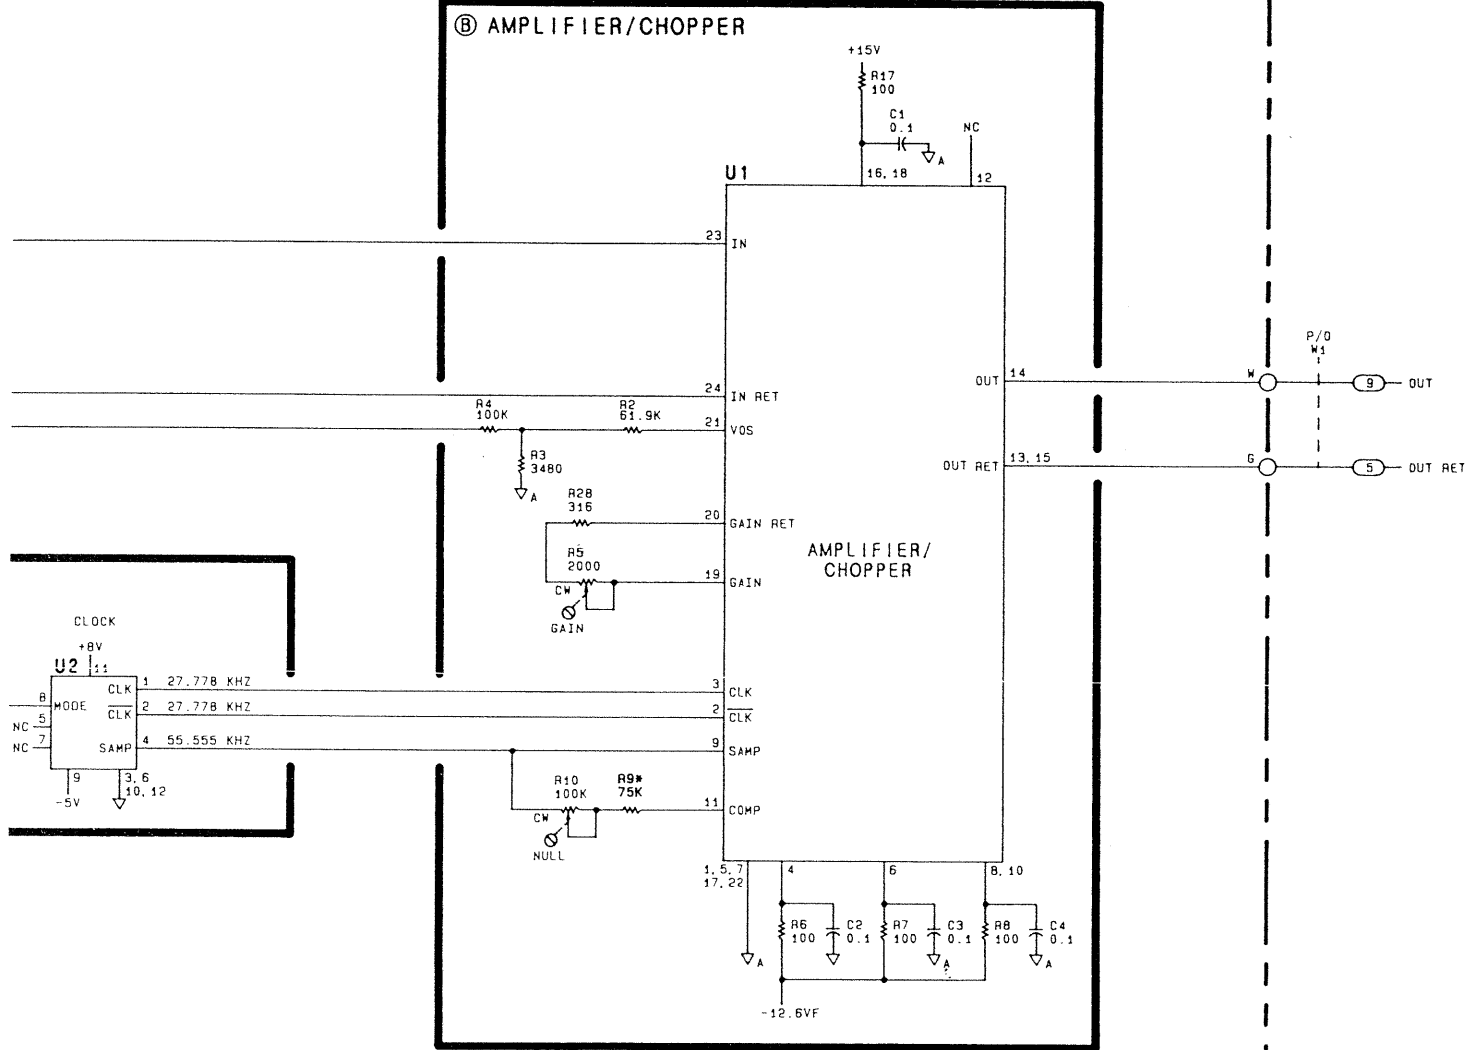 Ⓑ AMPLIFIER/CHOPPER
+15V
R17
100
C1
0.1
A
NC
16, 18
12
U1
23
IN
24
IN RET
R4
100K
R2
61.9K
21
VOS
R3
3480
A
R28
316
20
GAIN RET
R5
2000
19
GAIN
CW
GAIN
AMPLIFIER/
CHOPPER
OUT
14
OUT RET
13, 15
W
G
P/O
W1
9
OUT
5
OUT RET
CLOCK
+8V
U2
11
8
MODE
CLK
1
27.778 KHZ
3
CLK
NC
5
CLK
2
27.778 KHZ
2
CLK
NC
7
SAMP
4
55.555 KHZ
9
SAMP
9
-5V
3, 6
10, 12
R10
100K
R9*
75K
11
COMP
CW
NULL
1, 5, 7
17, 22
4
6
8, 10
R6
100
C2
0.1
R7
100
C3
0.1
R8
100
C4
0.1
A
A
A
-12.6VF